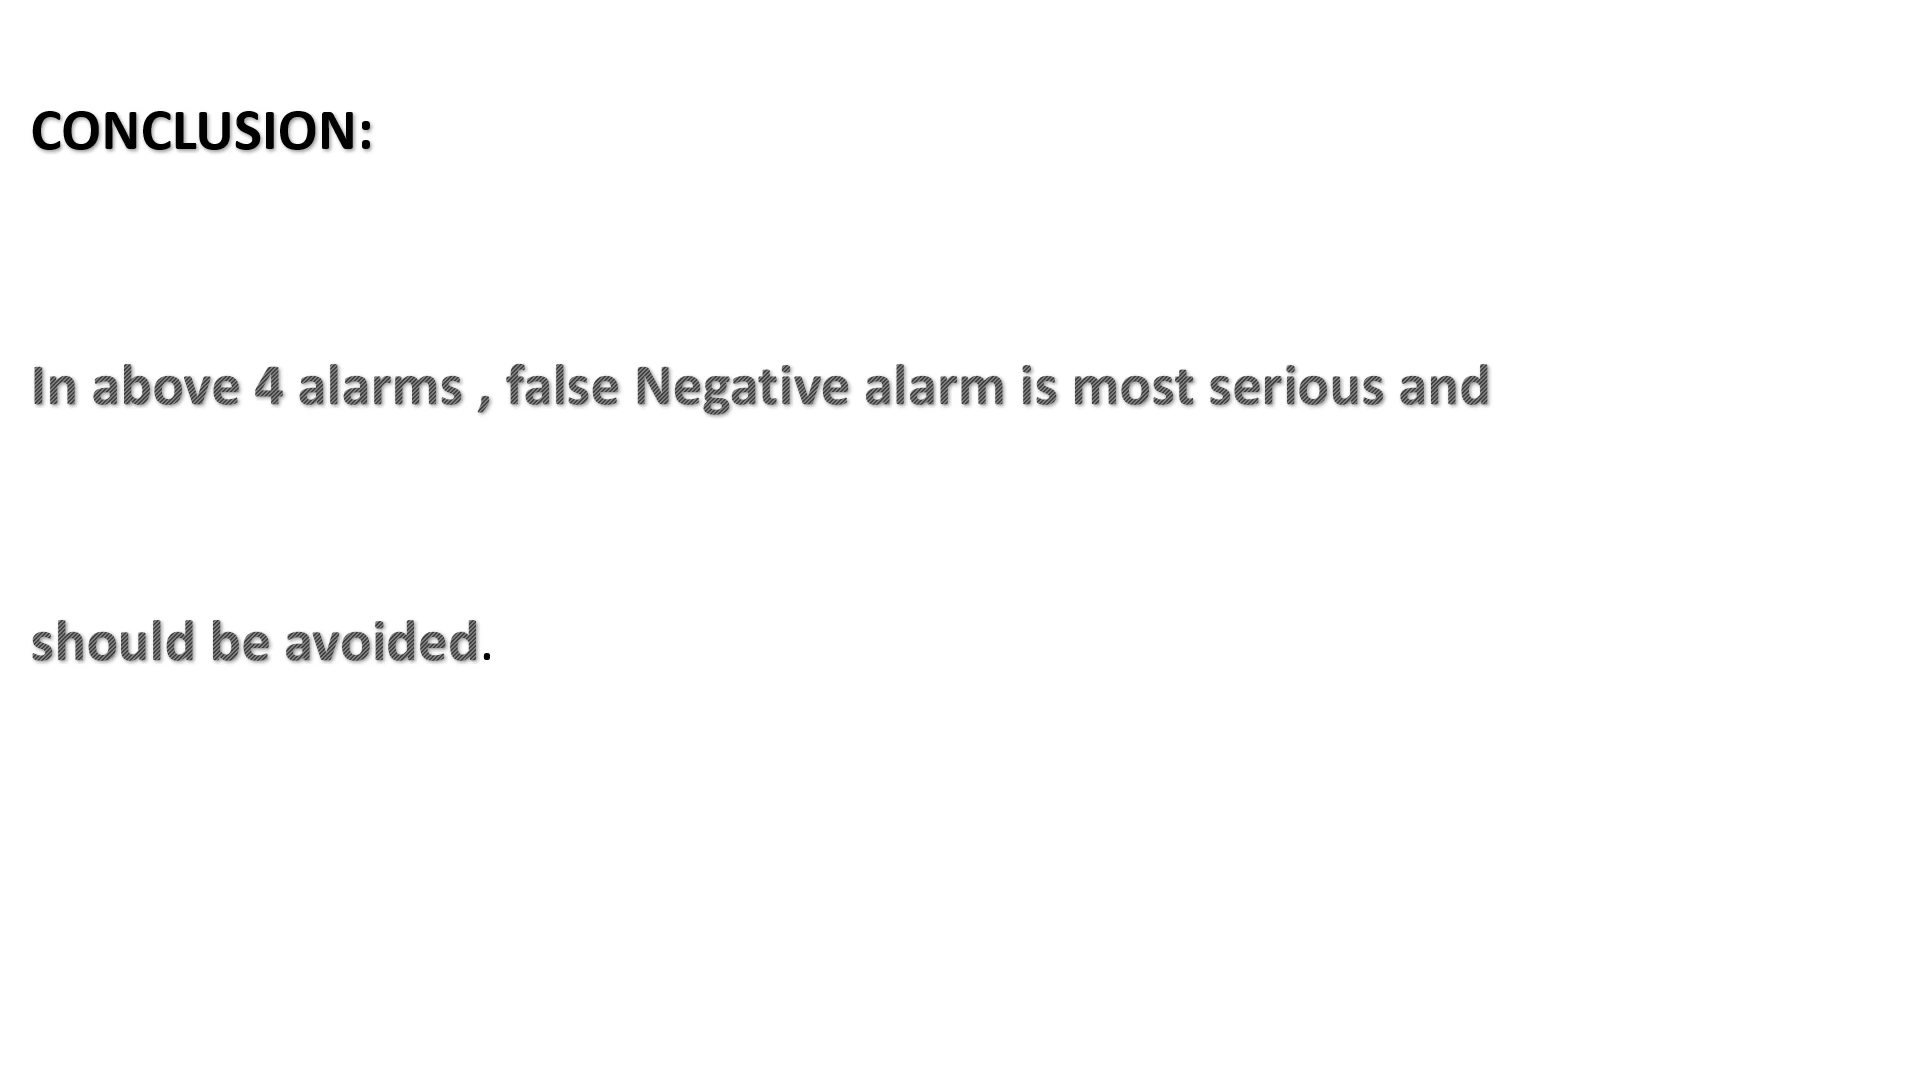 CONCLUSION:
In above 4 alarms , false Negative alarm is most serious and
should be avoided.